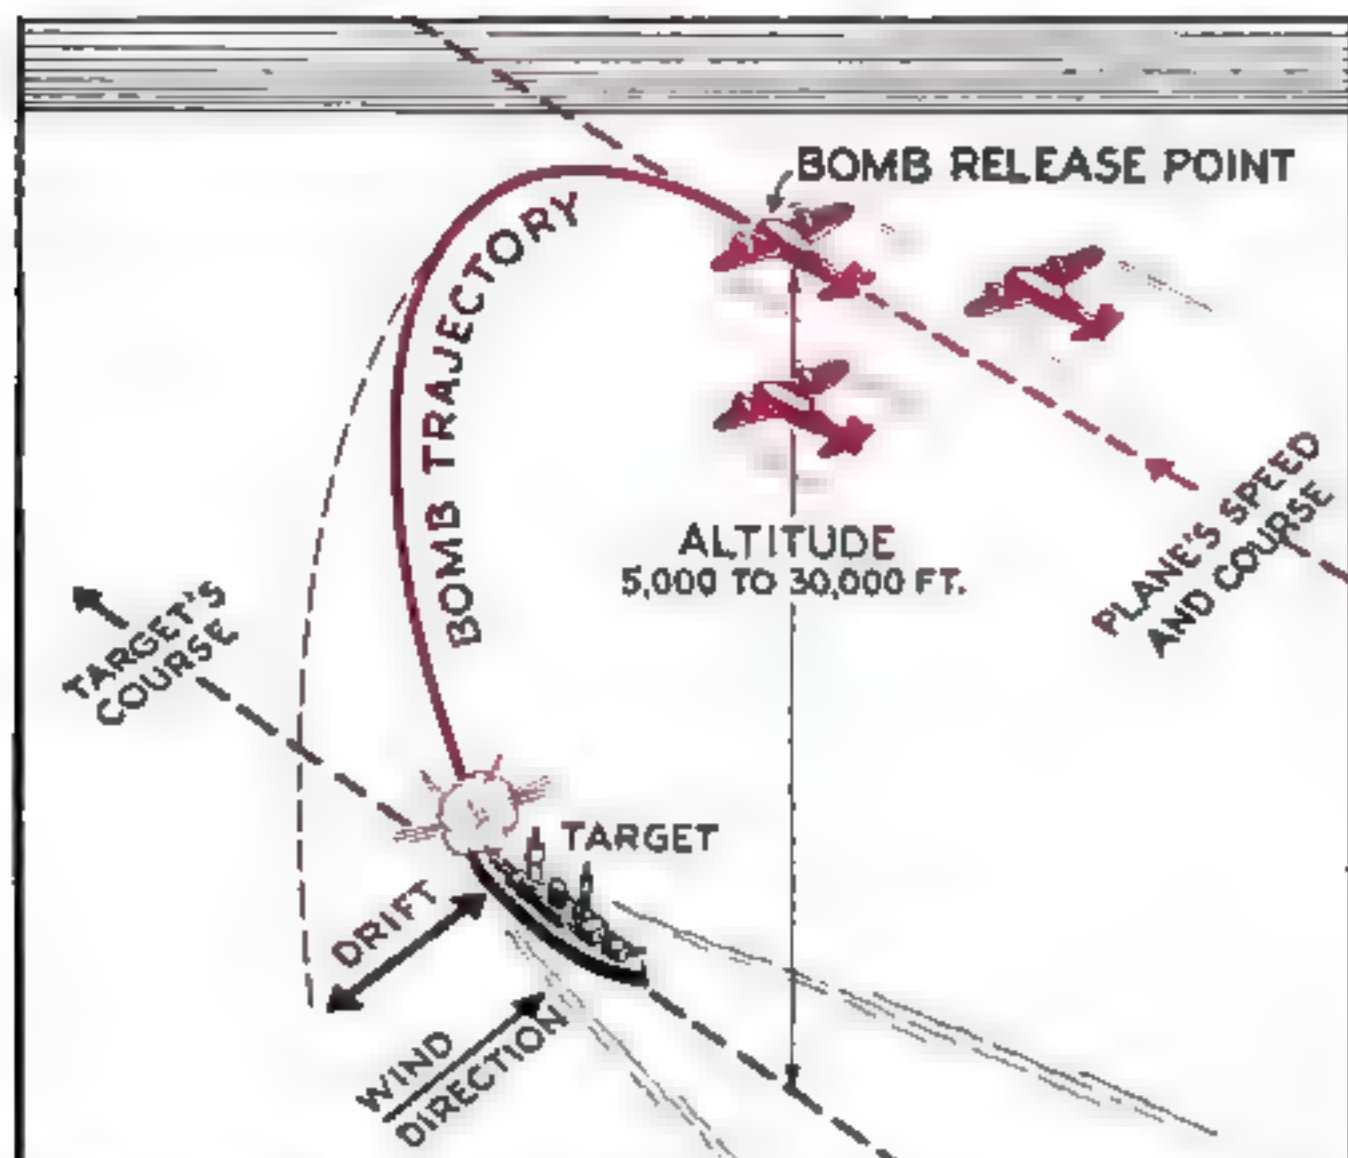 BOMB RELEASE POINT
BOMB TRAJECTORY
ALTITUDE
5,000 TO 30,000 FT.
PLANE'S SPEED
AND COURSE
TARGET'S
COURSE
TARGET
DRIFT
WIND
DIRECTION